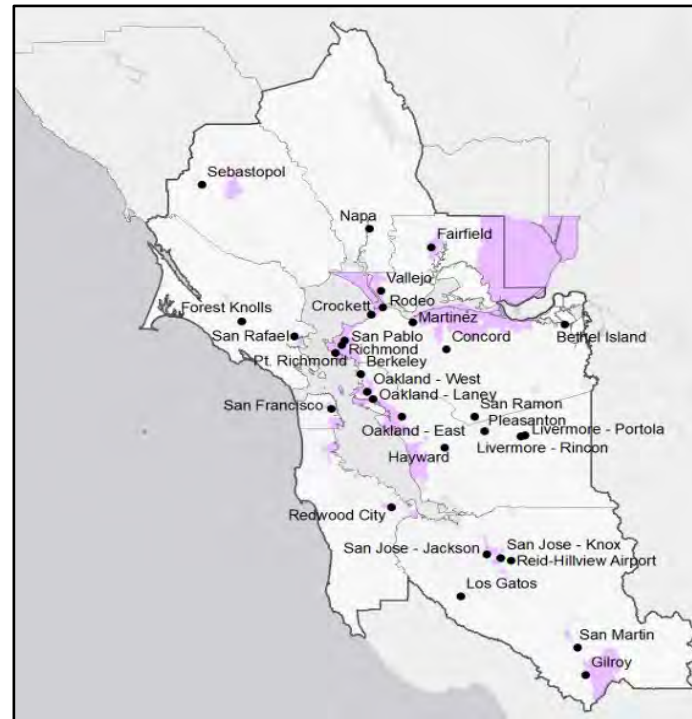 Sebastopol
Napa
Fairfield
Vallejo
Rodeo
Crockett
Martinez
Forest Knolls
San Rafael
San Pablo
Richmond
Concord
Bethel Island
Pt. Richmond
Berkeley
Oakland - West
Oakland - Laney
San Francisco
San Ramon
Oakland - East
Pleasanton
Livermore - Portola
Livermore - Rincon
Hayward
Redwood City
San Jose - Jackson
San Jose - Knox
Reid-Hillview Airport
Los Gatos
San Martin
Gilroy